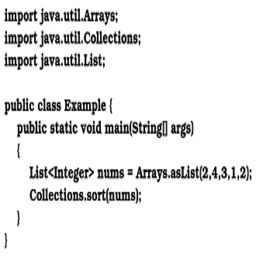 import java.util.Arrays;
import java.util.Collections;
import java.util.List;
public class Example {
public static void main(String[] args)
{
List<Integer> nums = Arrays.asList(2,4,3,1,2);
Collections.sort(nums);
}
}